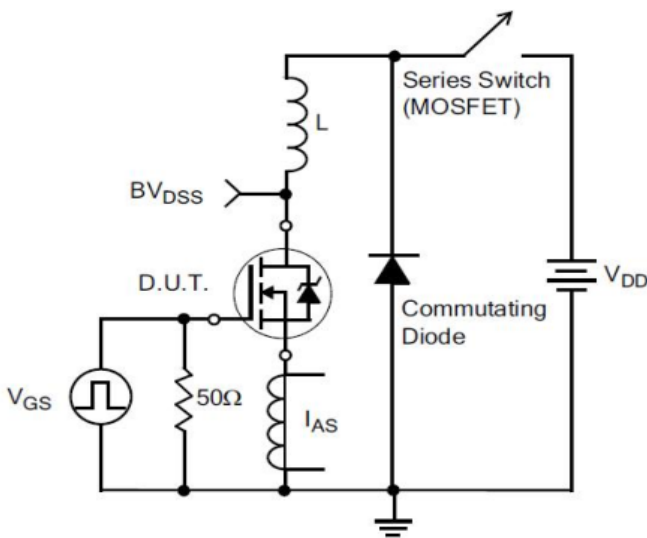 Series Switch
(MOSFET)
L
BVDSS
D.U.T.
VDD
Commutating
Diode
VGS
50Ω
IAS